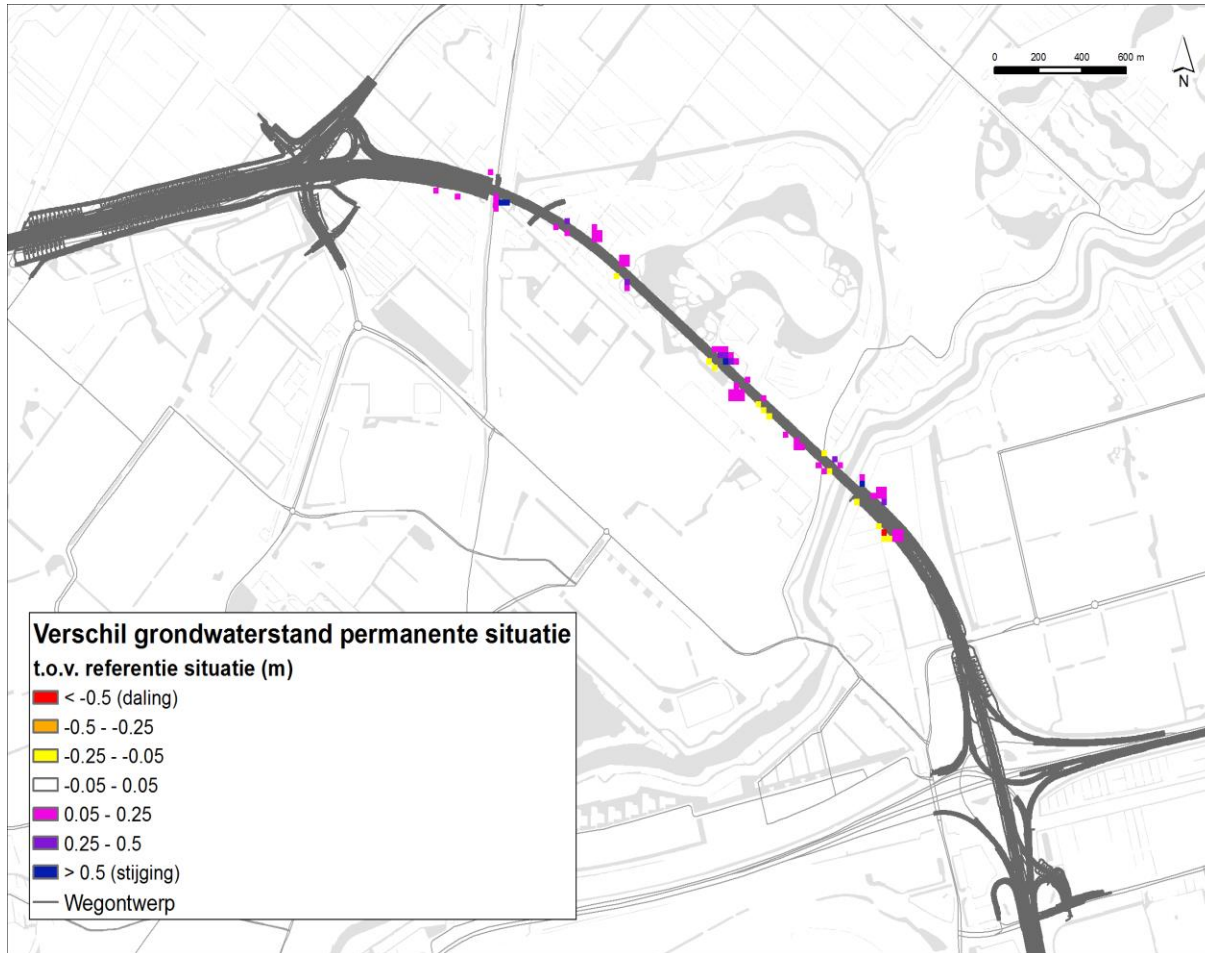 0 200 400 600 m
N
Verschil grondwaterstand permanente situatie
t.o.v. referentie situatie (m)
< -0.5 (daling)
-0.5 - -0.25
-0.25 - -0.05
-0.05 - 0.05
0.05 - 0.25
0.25 - 0.5
> 0.5 (stijging)
Wegontwerp